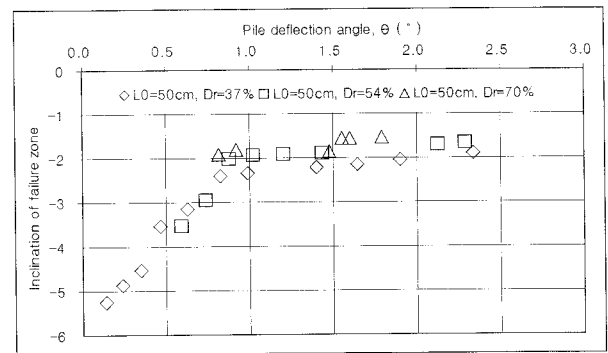 Pile deflection angle, θ ( ° )
0.0 0.5 1.0 1.5 2.0 2.5 3.0
0
◇ L0=50cm, Dr=37% □ L0=50cm, Dr=54% △ L0=50cm, Dr=70%
-1
-2
-3
-4
-5
-6
Inclination of failure zone